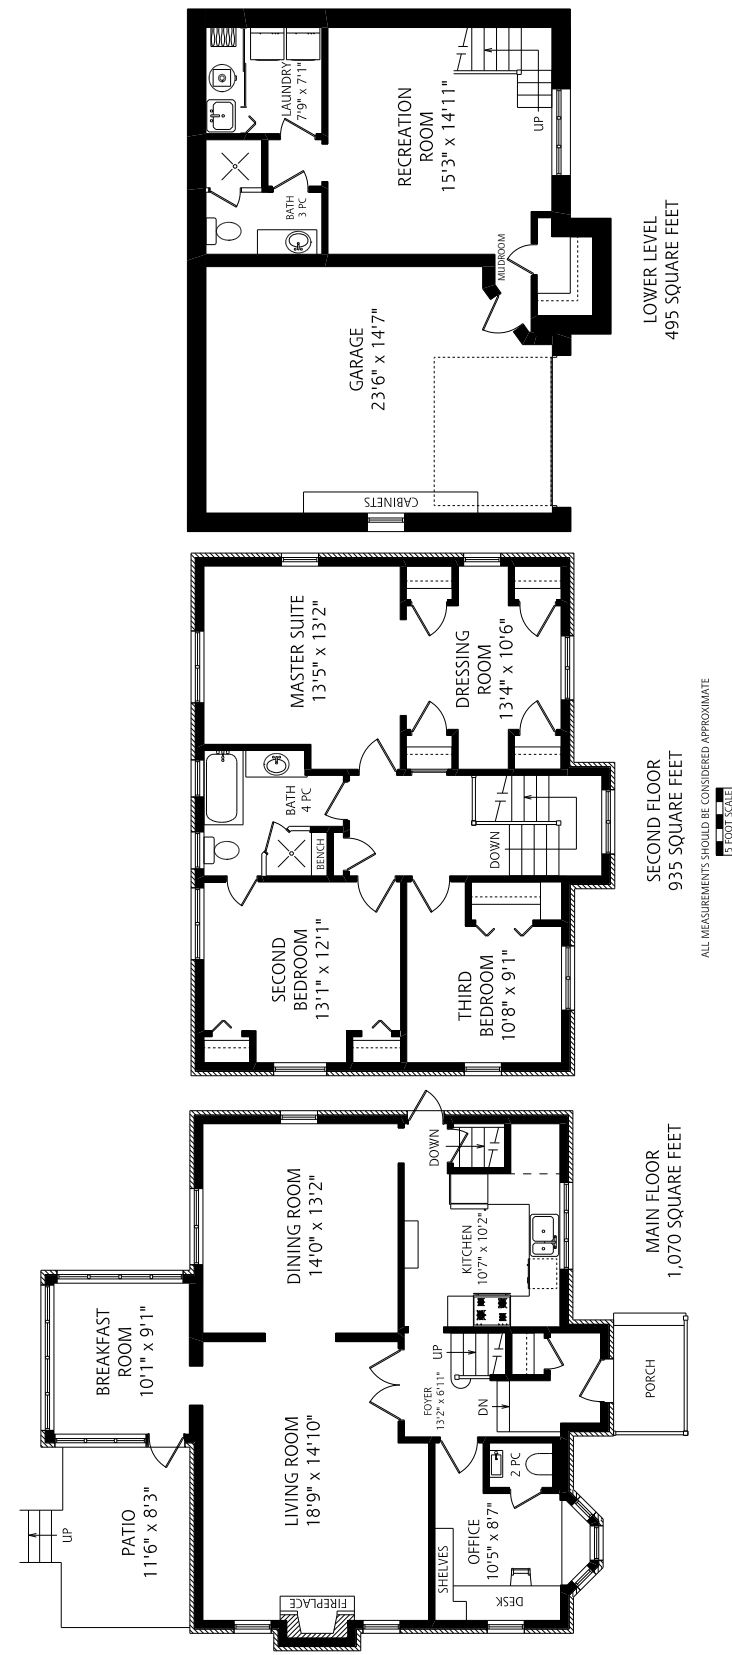 LAUNDRY
7'9" x 7'1"
RECREATION
ROOM
15'3" x 14'11"
UP
BATH
3 PC
MUDROOM
GARAGE
23'6" x 14'7"
CABINETS
LOWER LEVEL
495 SQUARE FEET
MASTER SUITE
13'5" x 13'2"
DRESSING
ROOM
13'4" x 10'6"
BATH
4 PC
BENCH
DOWN
SECOND
BEDROOM
13'1" x 12'1"
THIRD
BEDROOM
10'8" x 9'1"
SECOND FLOOR
935 SQUARE FEET
ALL MEASUREMENTS SHOULD BE CONSIDERED APPROXIMATE
5 FOOT SCALE
DOWN
DINING ROOM
14'0" x 13'2"
KITCHEN
10'7" x 10'2"
BREAKFAST
ROOM
10'1" x 9'1"
UP
FOYER
13'2" x 6'11"
DN
PORCH
LIVING ROOM
18'9" x 14'10"
2 PC
PATIO
11'6" x 8'3"
UP
OFFICE
10'5" x 8'7"
SHELVES
DESK
FIREPLACE
MAIN FLOOR
1,070 SQUARE FEET